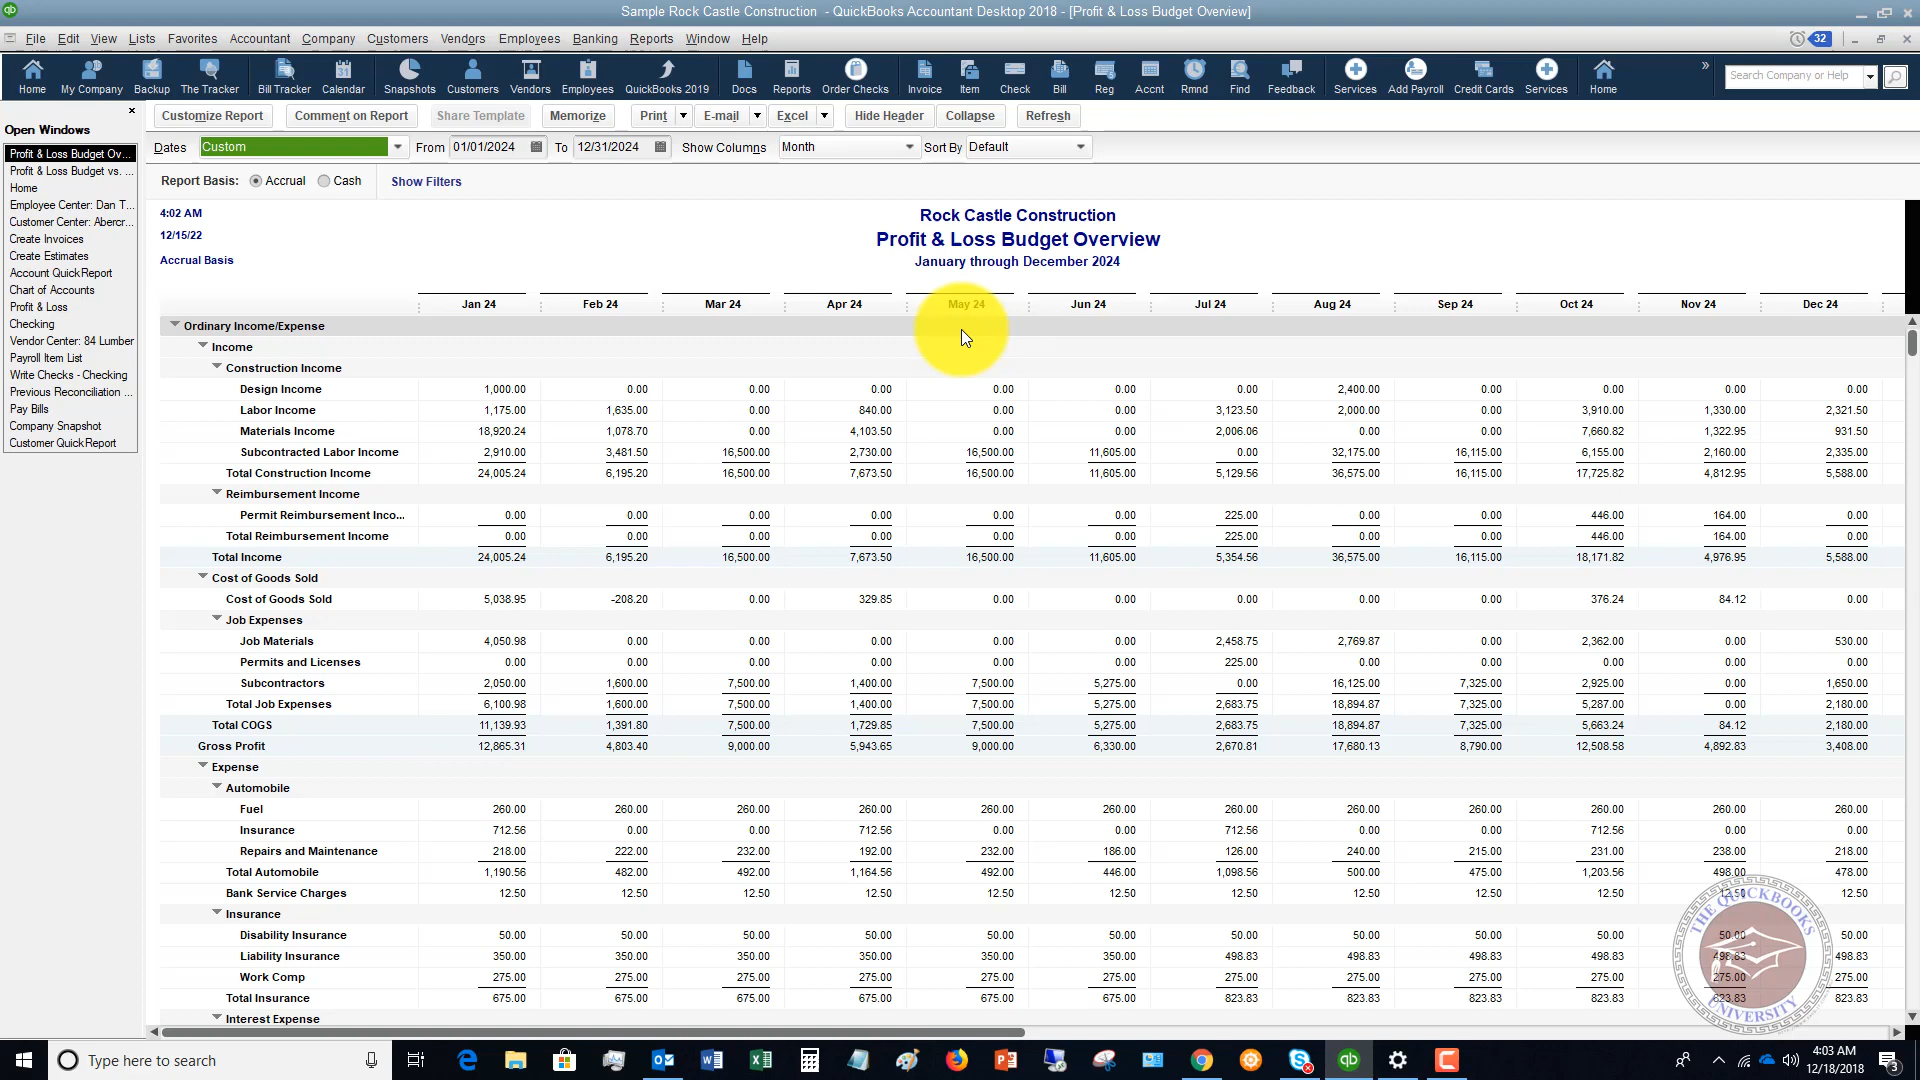 Sample Rock Castle Construction - QuickBooks Accountant Desktop 2018 - [Profit & Loss Budget Overview]
File Edit View Lists Favorites Accountant Company Customers Vendors Employees Banking Reports Window Help 32
Home My Company Backup The Tracker Bill Tracker Calendar Snapshots Customers Vendors Employees QuickBooks 2019 Docs Reports Order Checks Invoice Item Check Bill Reg Accnt Rmnd Find Feedback Services Add Payroll Credit Cards Services Home » Search Company or Help
Customize Report Comment on Report Share Template Memorize Print E-mail Excel Hide Header Collapse Refresh
Dates Custom From 01/01/2024 To 12/31/2024 Show Columns Month Sort By Default
Report Basis: Accrual Cash Show Filters
Open Windows
Profit & Loss Budget Ov...
Profit & Loss Budget vs. ...
Home
Employee Center: Dan T...
Customer Center: Abercr...
Create Invoices
Create Estimates
Account QuickReport
Chart of Accounts
Profit & Loss
Checking
Vendor Center: 84 Lumber
Payroll Item List
Write Checks - Checking
Previous Reconciliation ...
Pay Bills
Company Snapshot
Customer QuickReport
4:02 AM
12/15/22
Accrual Basis
Rock Castle Construction
Profit & Loss Budget Overview
January through December 2024
Jan 24 Feb 24 Mar 24 Apr 24 May 24 Jun 24 Jul 24 Aug 24 Sep 24 Oct 24 Nov 24 Dec 24
Ordinary Income/Expense
Income
Construction Income
Design Income 1,000.00 0.00 0.00 0.00 0.00 0.00 0.00 2,400.00 0.00 0.00 0.00 0.00
Labor Income 1,175.00 1,635.00 0.00 840.00 0.00 0.00 3,123.50 2,000.00 0.00 3,910.00 1,330.00 2,321.50
Materials Income 18,920.24 1,078.70 0.00 4,103.50 0.00 0.00 2,006.06 0.00 0.00 7,660.82 1,322.95 931.50
Subcontracted Labor Income 2,910.00 3,481.50 16,500.00 2,730.00 16,500.00 11,605.00 0.00 32,175.00 16,115.00 6,155.00 2,160.00 2,335.00
Total Construction Income 24,005.24 6,195.20 16,500.00 7,673.50 16,500.00 11,605.00 5,129.56 36,575.00 16,115.00 17,725.82 4,812.95 5,588.00
Reimbursement Income
Permit Reimbursement Inco... 0.00 0.00 0.00 0.00 0.00 0.00 225.00 0.00 0.00 446.00 164.00 0.00
Total Reimbursement Income 0.00 0.00 0.00 0.00 0.00 0.00 225.00 0.00 0.00 446.00 164.00 0.00
Total Income 24,005.24 6,195.20 16,500.00 7,673.50 16,500.00 11,605.00 5,354.56 36,575.00 16,115.00 18,171.82 4,976.95 5,588.00
Cost of Goods Sold
Cost of Goods Sold 5,038.95 -208.20 0.00 329.85 0.00 0.00 0.00 0.00 0.00 376.24 84.12 0.00
Job Expenses
Job Materials 4,050.98 0.00 0.00 0.00 0.00 0.00 2,458.75 2,769.87 0.00 2,362.00 0.00 530.00
Permits and Licenses 0.00 0.00 0.00 0.00 0.00 0.00 225.00 0.00 0.00 0.00 0.00 0.00
Subcontractors 2,050.00 1,600.00 7,500.00 1,400.00 7,500.00 5,275.00 0.00 16,125.00 7,325.00 2,925.00 0.00 1,650.00
Total Job Expenses 6,100.98 1,600.00 7,500.00 1,400.00 7,500.00 5,275.00 2,683.75 18,894.87 7,325.00 5,287.00 0.00 2,180.00
Total COGS 11,139.93 1,391.80 7,500.00 1,729.85 7,500.00 5,275.00 2,683.75 18,894.87 7,325.00 5,663.24 84.12 2,180.00
Gross Profit 12,865.31 4,803.40 9,000.00 5,943.65 9,000.00 6,330.00 2,670.81 17,680.13 8,790.00 12,508.58 4,892.83 3,408.00
Expense
Automobile
Fuel 260.00 260.00 260.00 260.00 260.00 260.00 260.00 260.00 260.00 260.00 260.00 260.00
Insurance 712.56 0.00 0.00 712.56 0.00 0.00 712.56 0.00 0.00 712.56 0.00 0.00
Repairs and Maintenance 218.00 222.00 232.00 192.00 232.00 186.00 126.00 240.00 215.00 231.00 238.00 218.00
Total Automobile 1,190.56 482.00 492.00 1,164.56 492.00 446.00 1,098.56 500.00 475.00 1,203.56 498.00 478.00
Bank Service Charges 12.50 12.50 12.50 12.50 12.50 12.50 12.50 12.50 12.50 12.50 12.50 12.50
Insurance
Disability Insurance 50.00 50.00 50.00 50.00 50.00 50.00 50.00 50.00 50.00 50.00 50.00 50.00
Liability Insurance 350.00 350.00 350.00 350.00 350.00 350.00 498.83 498.83 498.83 498.83 498.83 498.83
Work Comp 275.00 275.00 275.00 275.00 275.00 275.00 275.00 275.00 275.00 275.00 275.00 275.00
Total Insurance 675.00 675.00 675.00 675.00 675.00 675.00 823.83 823.83 823.83 823.83 823.83 823.83
Interest Expense
THE QUICKBOOKS
UNIVERSITY
Type here to search
4:03 AM
12/18/2018
3